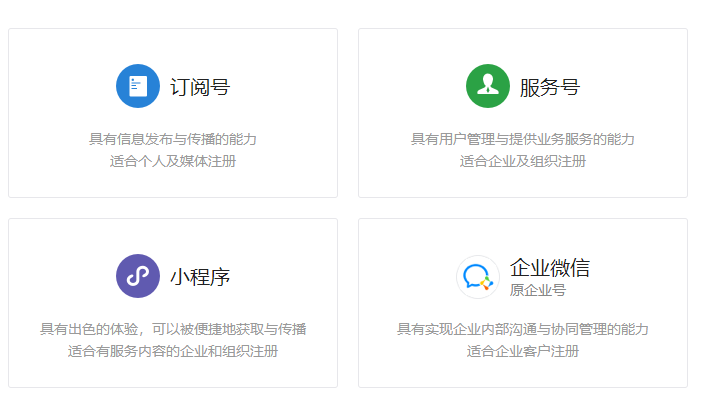 订阅号
具有信息发布与传播的能力
适合个人及媒体注册
服务号
具有用户管理与提供业务服务的能力
适合企业及组织注册
小程序
具有出色的体验，可以被便捷地获取与传播
适合有服务内容的企业和组织注册
企业微信
原企业号
具有实现企业内部沟通与协同管理的能力
适合企业客户注册